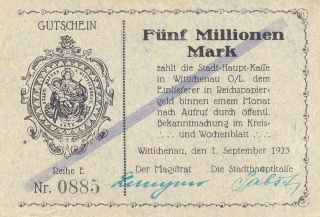 GUTSCHEIN
Reihe E
Nr. 0885
Fünf Millionen
Mark
zahlt die Stadt-Haupt-Kasse
in Wittichenau O/L. dem
Einlieferer in Reichspapier-
geld binnen einem Monat
nach Aufruf durch öffentl.
Bekanntmachung im Kreis-
und Wochenblatt
Wittichenau, den 1. September 1923
Der Magistrat Die Stadthauptkasse